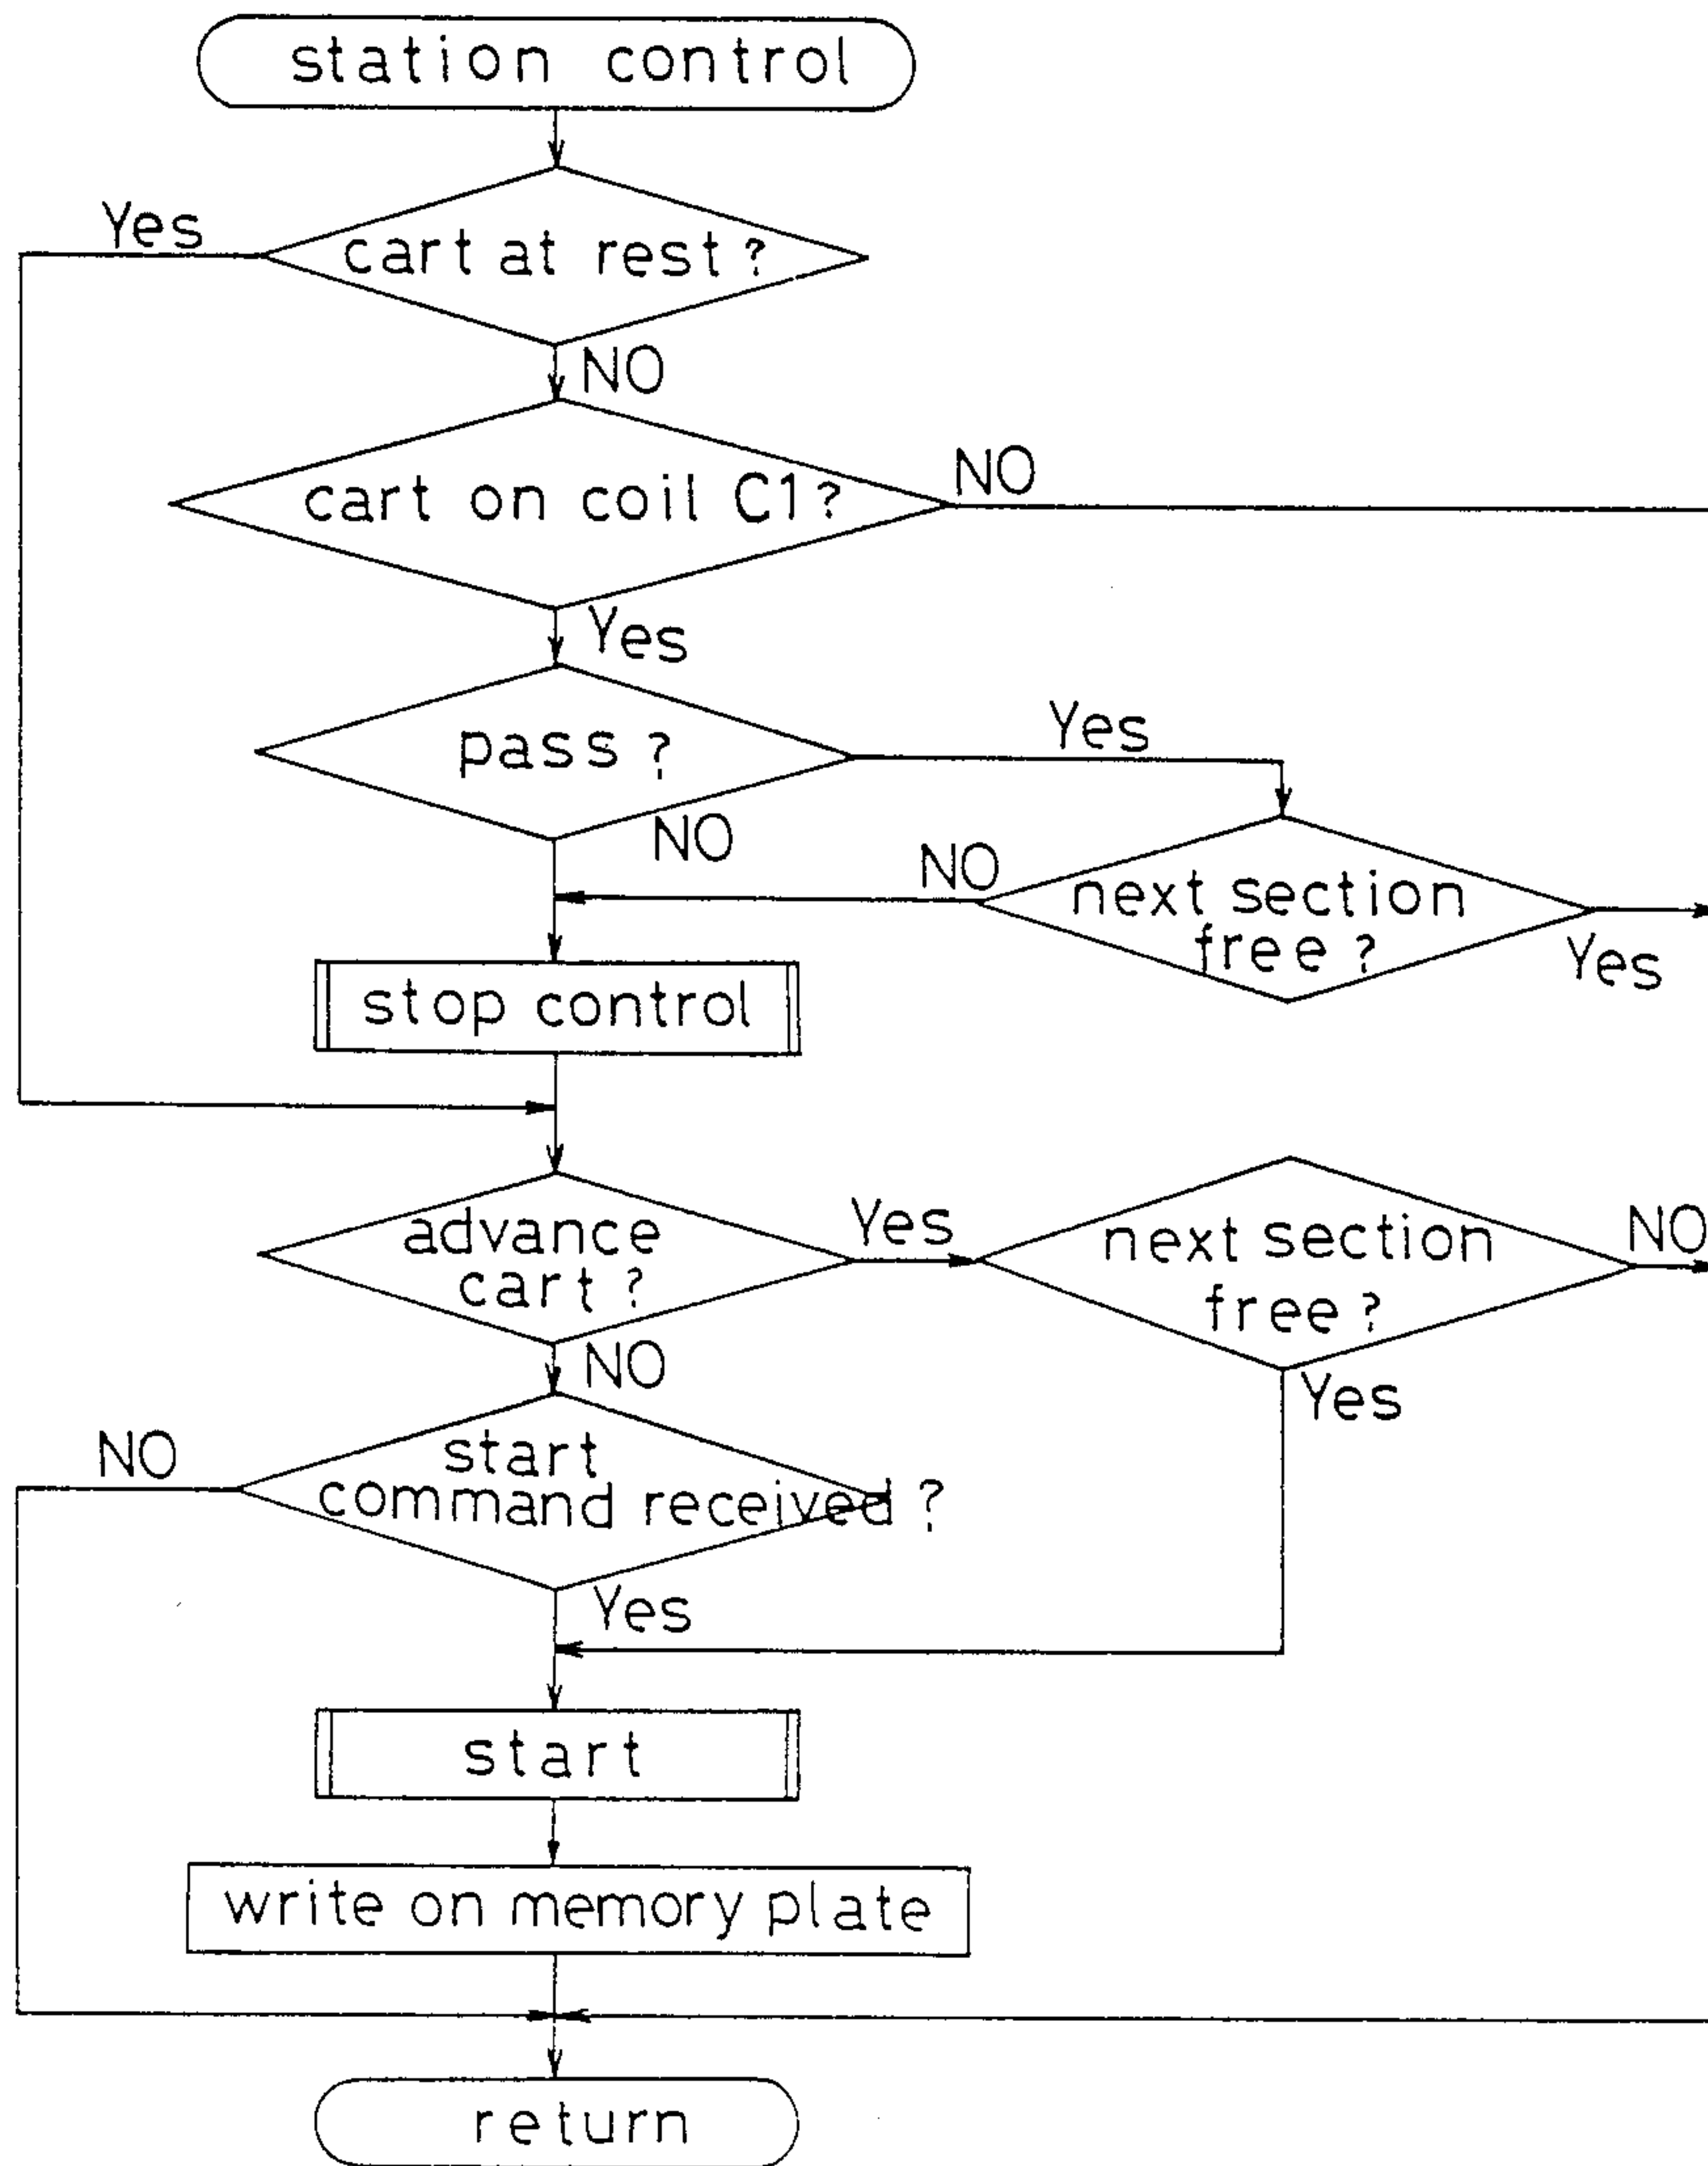 station control
Yes
cart at rest ?
NO
cart on coil C1 ?
NO
Yes
pass ?
Yes
NO
NO
next section
free ?
Yes
stop control
advance
cart ?
Yes
next section
free ?
NO
NO
Yes
NO
start
command received ?
Yes
start
write on memory plate
return